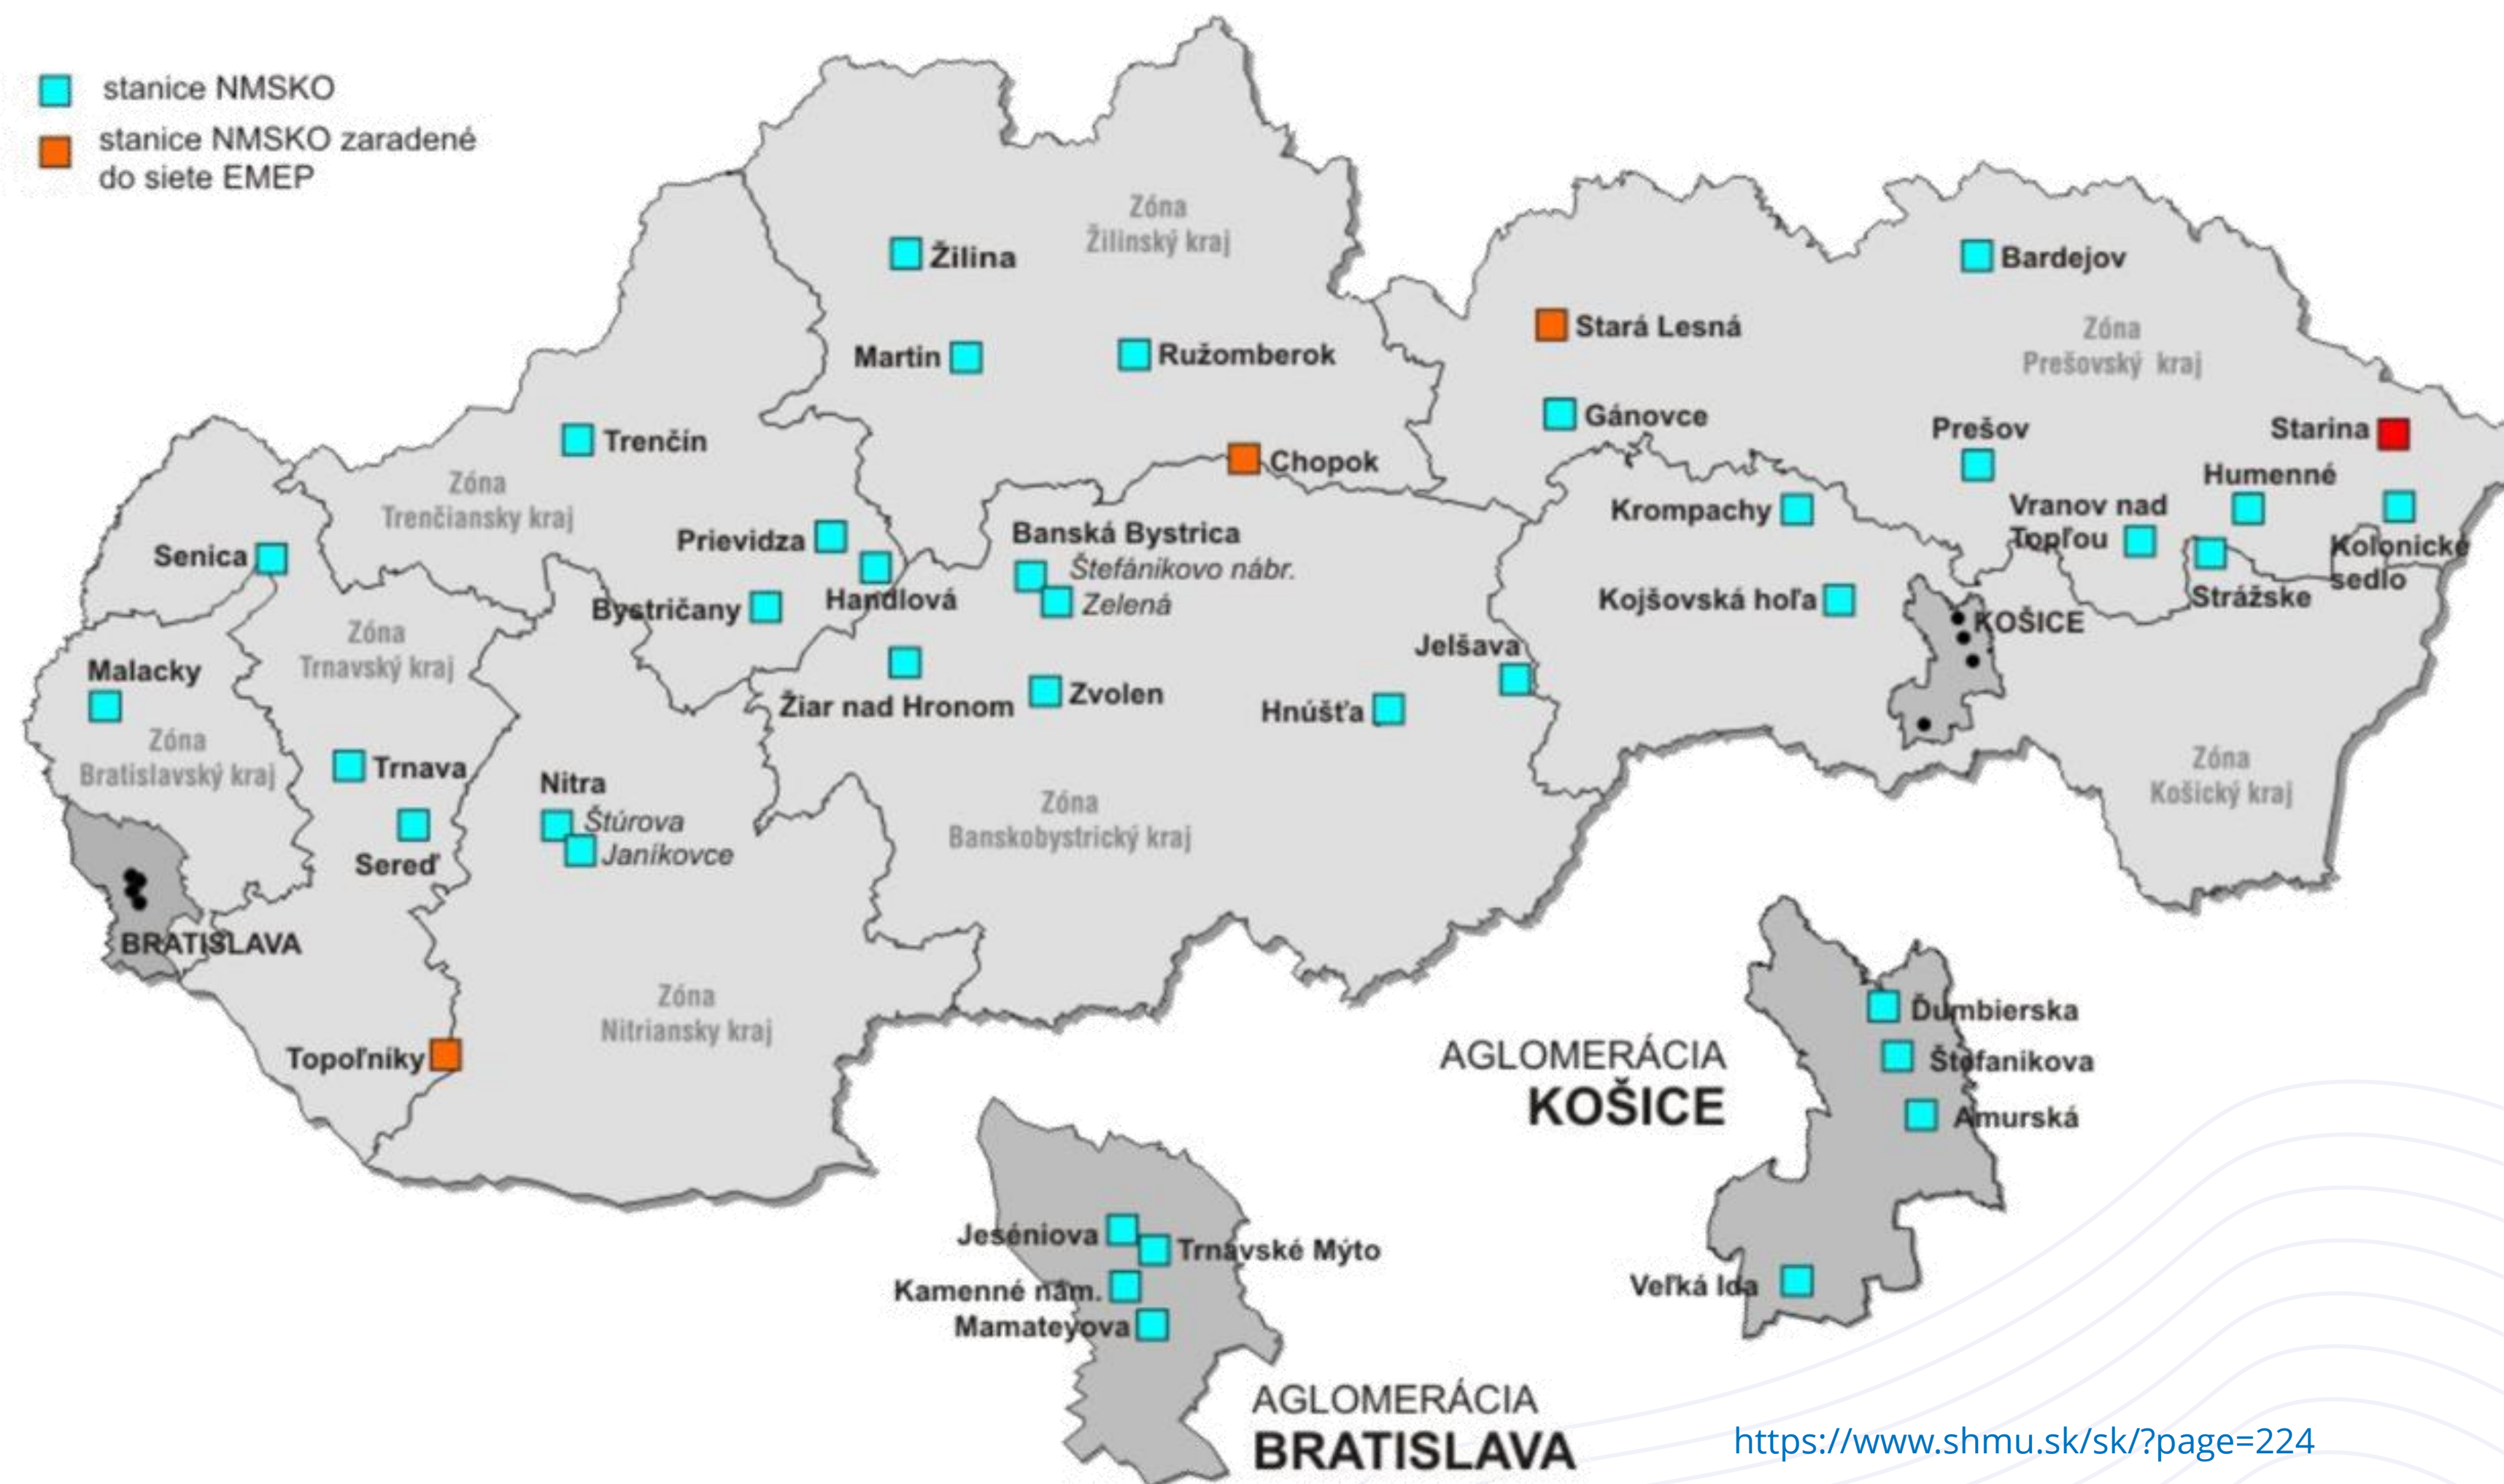 stanice NMSKO
stanice NMSKO zaradené
do siete EMEP
Zóna
Žilinský kraj
Žilina
Bardejov
Stará Lesná
Zóna
Prešovský kraj
Martin
Ružomberok
Gánovce
Prešov
Starina
Trenčín
Chopok
Humenné
Zóna
Trenčiansky kraj
Krompachy
Vranov nad
Topľou
Kolonické
sedlo
Prievidza
Banská Bystrica
Štefánikovo nábr.
Zelená
Senica
Bystričany
Handlová
Kojšovská hoľa
Strážske
KOŠICE
Zóna
Trnavský kraj
Jelšava
Malacky
Žiar nad Hronom
Zvolen
Hnúšťa
Zóna
Bratislavský kraj
Trnava
Nitra
Štúrova
Janíkovce
Zóna
Banskobystrický kraj
Zóna
Košický kraj
Sereď
BRATISLAVA
Zóna
Nitriansky kraj
Topoľníky
AGLOMERÁCIA
KOŠICE
Ďumbierska
Štefanikova
Amurská
Veľká Ida
Jeséniova
Trnavské Mýto
Kamenné nám.
Mamateyova
AGLOMERÁCIA
BRATISLAVA
https://www.shmu.sk/sk/?page=224